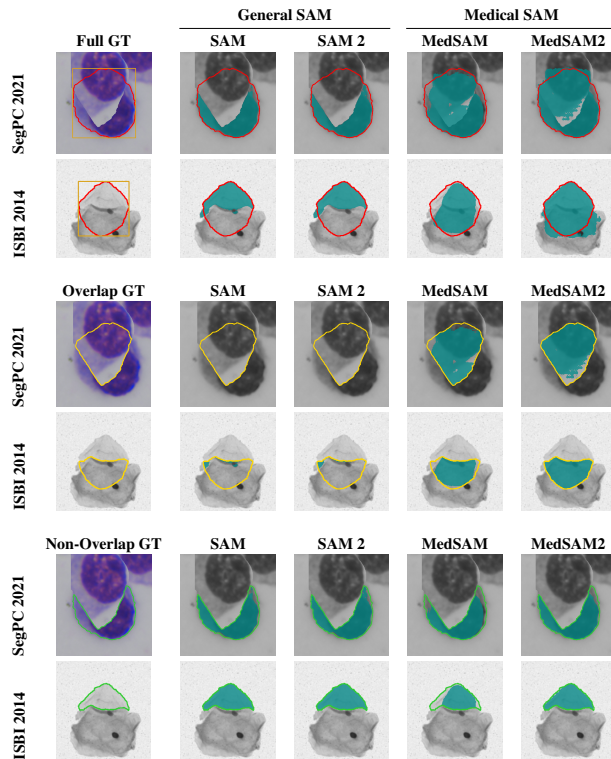 General SAM Medical SAM
Full GT SAM SAM 2 MedSAM MedSAM2
SegPC 2021
ISBI 2014
Overlap GT SAM SAM 2 MedSAM MedSAM2
SegPC 2021
ISBI 2014
Non-Overlap GT SAM SAM 2 MedSAM MedSAM2
SegPC 2021
ISBI 2014